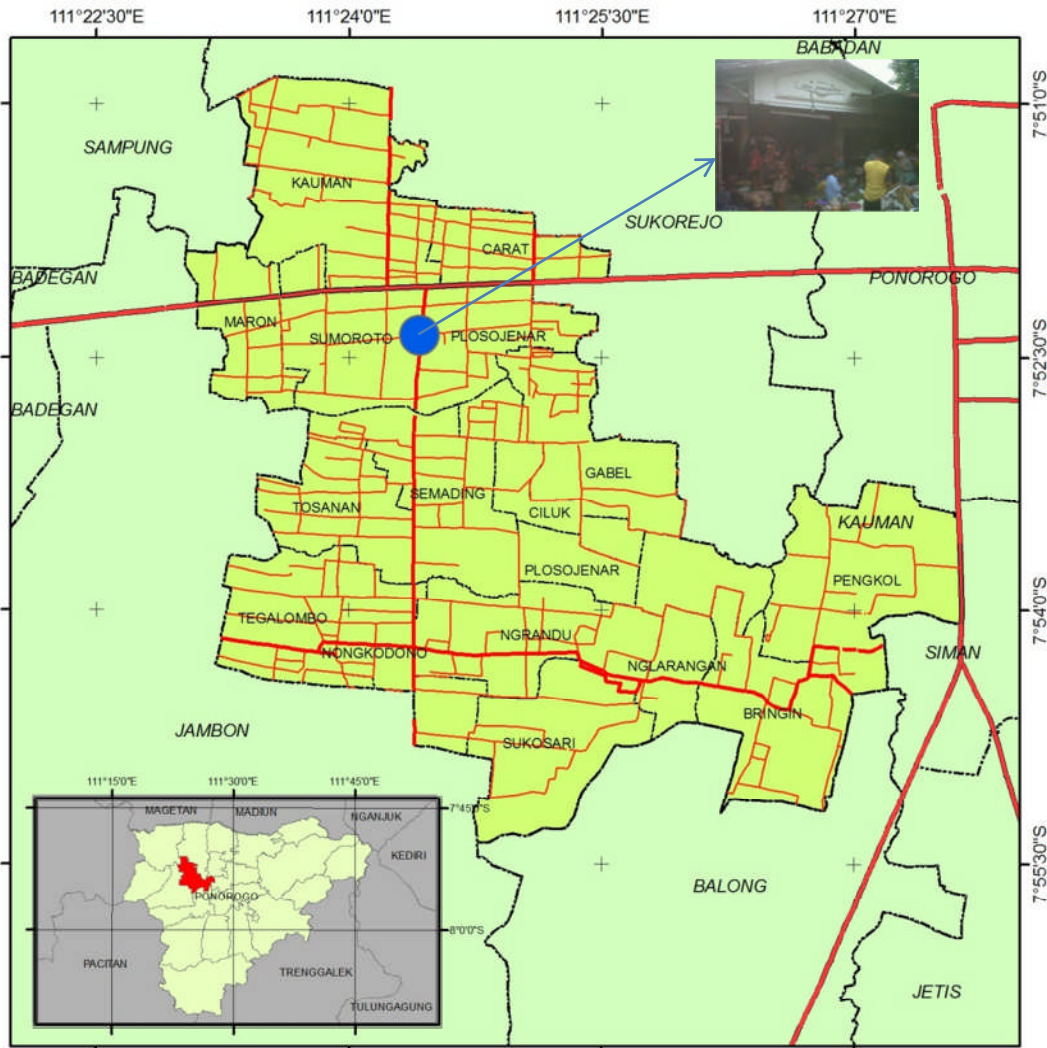 111°22'30"E 111°24'0"E 111°25'30"E 111°27'0"E
BABADAN
7°51'0"S
SAMPUNG
KAUMAN
SUKOREJO
CARAT
BADEGAN
PONOROGO
MARON
SUMOROTO
PLOSOJENAR
7°52'30"S
BADEGAN
GABEL
SEMADING
TOSANAN
CILUK
KAUMAN
PLOSOJENAR
PENGKOL
7°54'0"S
TEGALOMBO
NGRANDU
NONGKODONO
SIMAN
NGLARANGAN
BRINGIN
JAMBON
SUKOSARI
111°15'0"E 111°30'0"E 111°45'0"E
7°45'0"S
MAGETAN
MADIUN
NGANJUK
KEDIRI
7°55'30"S
BALONG
PONOROGO
8°0'0"S
PACITAN
TRENGGALEK
JETIS
TULUNGAGUNG